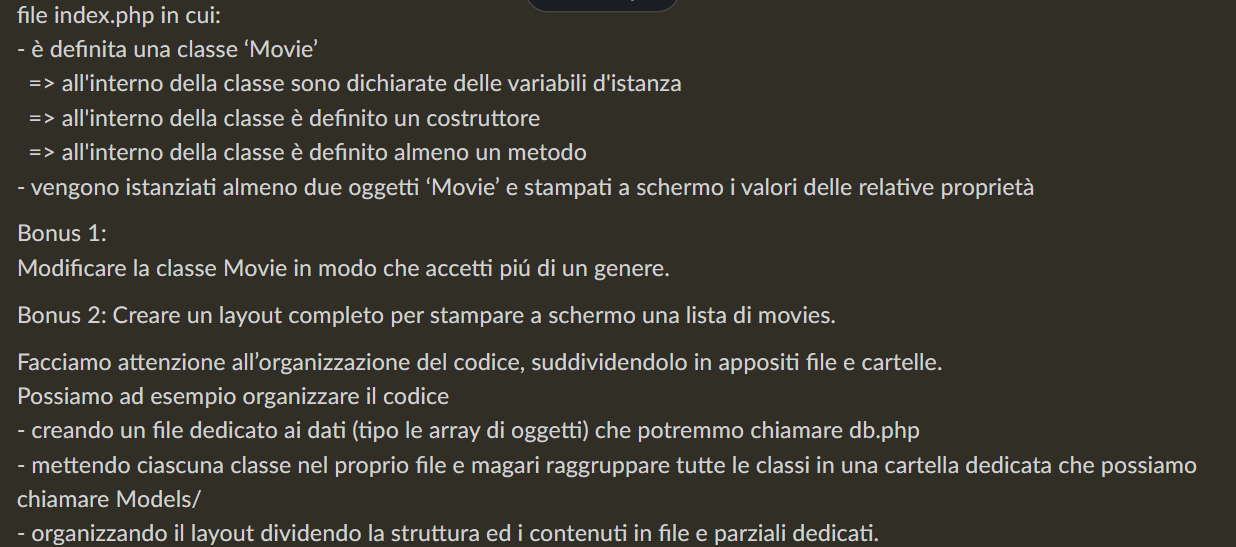 file index.php in cui:
- è definita una classe ‘Movie’
=> all'interno della classe sono dichiarate delle variabili d'istanza
=> all'interno della classe è definito un costruttore
=> all'interno della classe è definito almeno un metodo
- vengono istanziati almeno due oggetti ‘Movie’ e stampati a schermo i valori delle relative proprietà
Bonus 1:
Modificare la classe Movie in modo che accetti piú di un genere.
Bonus 2: Creare un layout completo per stampare a schermo una lista di movies.
Facciamo attenzione all’organizzazione del codice, suddividendolo in appositi file e cartelle.
Possiamo ad esempio organizzare il codice
- creando un file dedicato ai dati (tipo le array di oggetti) che potremmo chiamare db.php
- mettendo ciascuna classe nel proprio file e magari raggruppare tutte le classi in una cartella dedicata che possiamo
chiamare Models/
- organizzando il layout dividendo la struttura ed i contenuti in file e parziali dedicati.